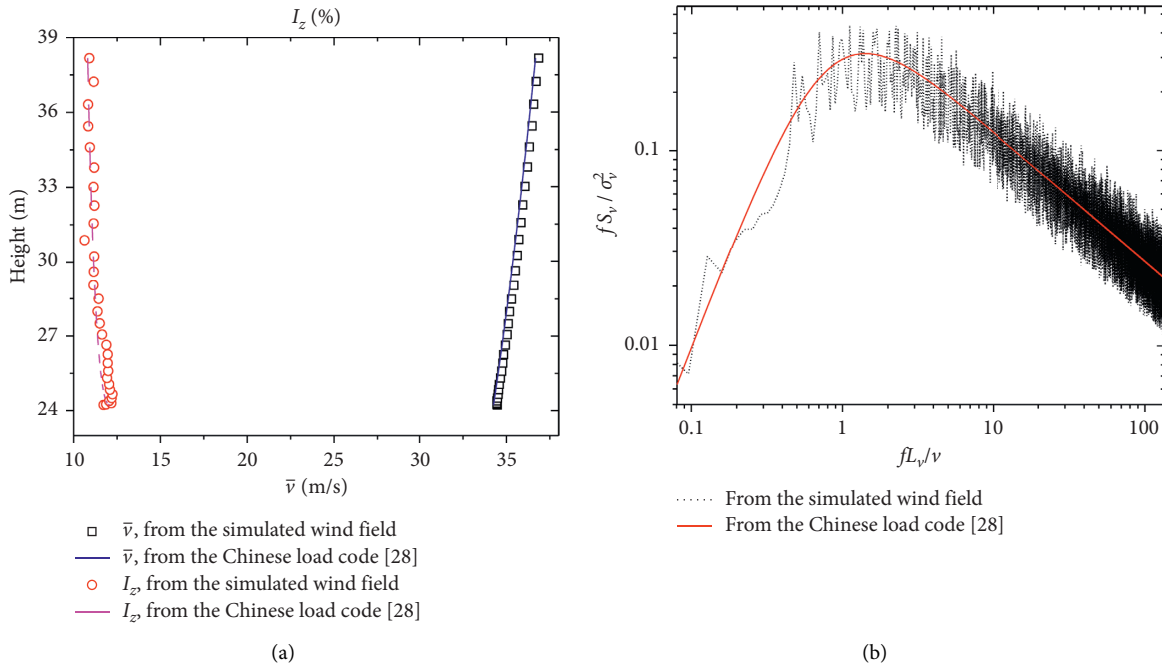 I_z (%)
39
36
33
30
27
24
Height (m)
10 15 20 25 30 35
v̄ (m/s)
v̄, from the simulated wind field
v̄, from the Chinese load code [28]
I_z, from the simulated wind field
I_z, from the Chinese load code [28]
(a)
0.1
0.01
f S_v / σ_v^2
0.1 1 10 100
fL_v/v
From the simulated wind field
From the Chinese load code [28]
(b)